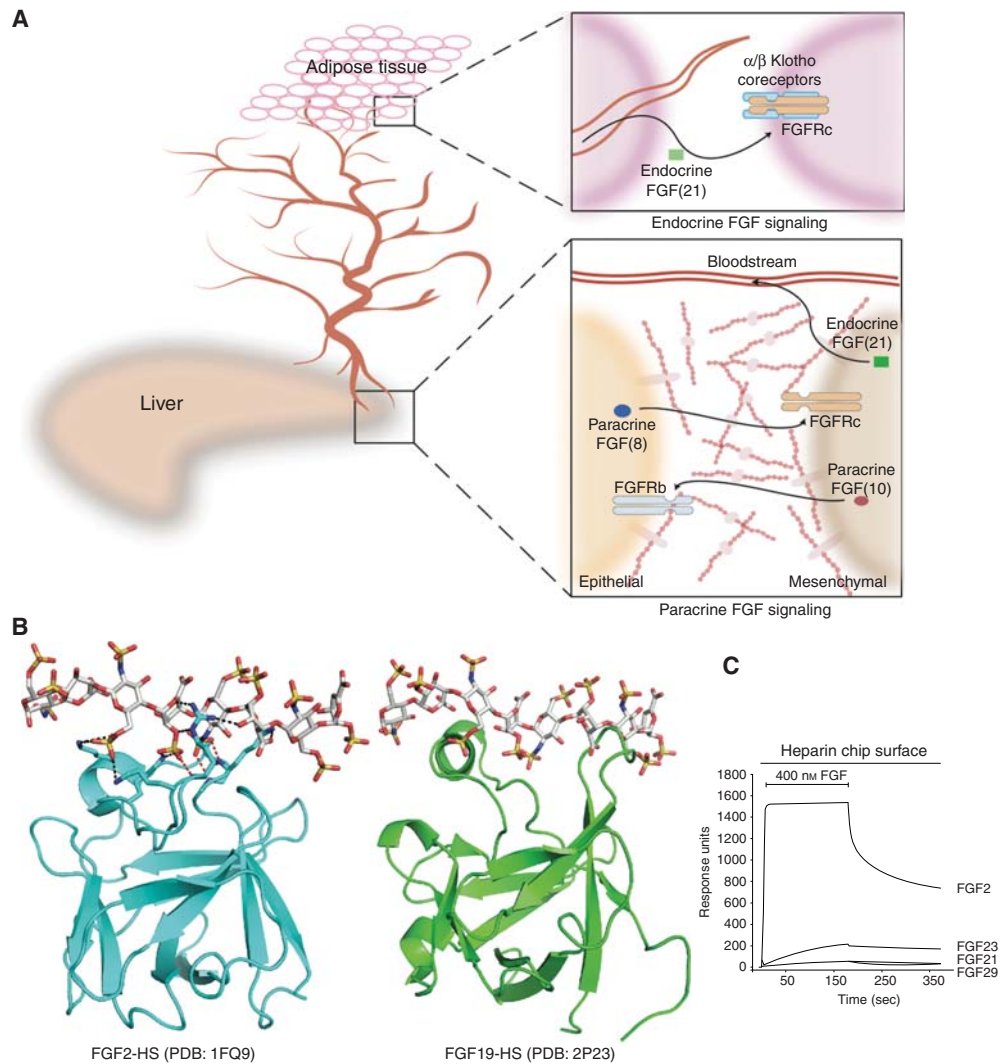 A
Adipose tissue
α/β Klotho
coreceptors
FGFRc
Endocrine
FGF(21)
Endocrine FGF signaling
Bloodstream
Endocrine
FGF(21)
Liver
FGFRc
Paracrine
FGF(8)
Paracrine
FGF(10)
FGFRb
Epithelial
Mesenchymal
Paracrine FGF signaling
B
FGF2-HS (PDB: 1FQ9)
FGF19-HS (PDB: 2P23)
C
Heparin chip surface
400 nM FGF
1800
1600
1400
1200
1000
800
600
400
200
0
Response units
FGF2
FGF23
FGF21
FGF29
50
150
250
350
Time (sec)